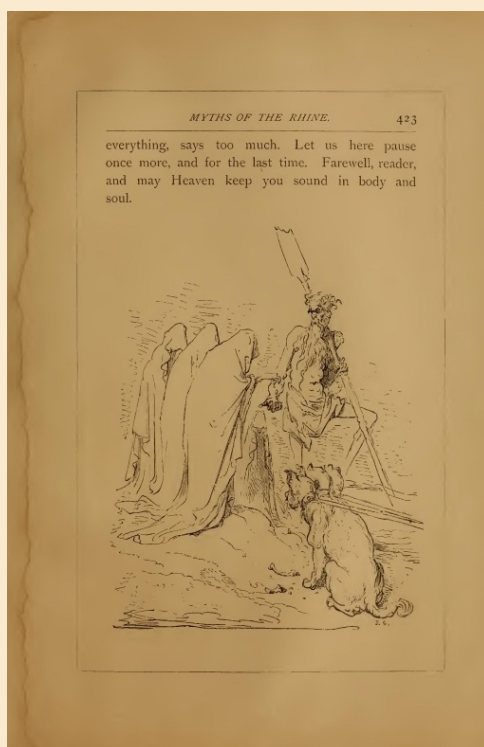 MYTHS OF THE RHINE. 423
everything, says too much. Let us here pause
once more, and for the last time. Farewell, reader,
and may Heaven keep you sound in body and
soul.